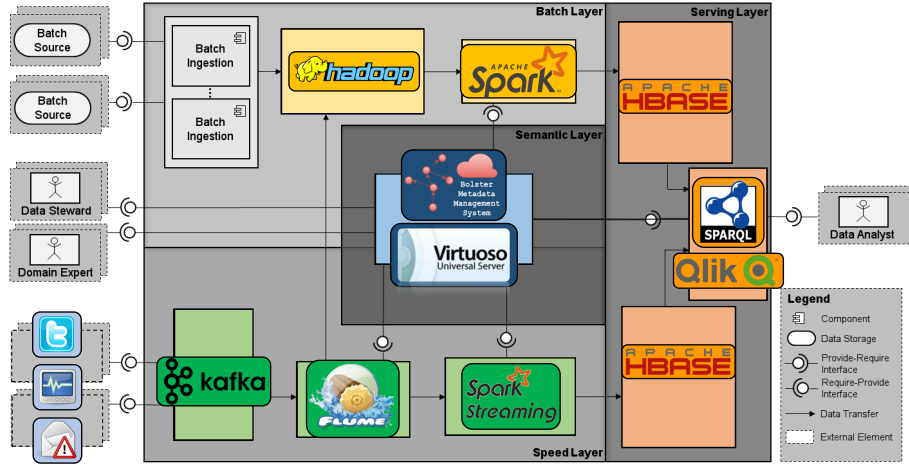 Batch Layer
Serving Layer
Batch
Source
Batch
Ingestion
hadoop
APACHE
Spark
TM
APACHE
HBASE
Batch
Source
Batch
Ingestion
Semantic Layer
Bolster
Metadata
Management
System
Data Steward
SPARQL
Data Analyst
Domain Expert
Virtuoso
Universal Server
Qlik
Legend
Component
Data Storage
Provide-Require
Interface
Require-Provide
Interface
Data Transfer
External Element
kafka
FLUME
Spark
Streaming
APACHE
HBASE
Speed Layer